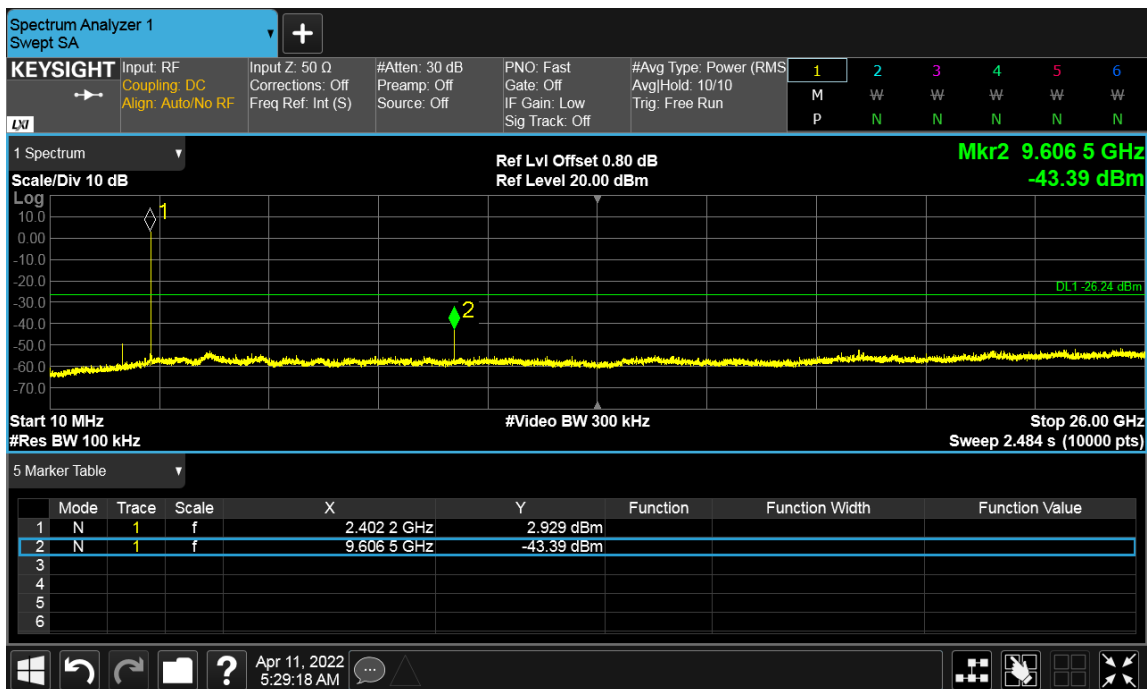 Spectrum Analyzer 1
Swept SA
+
KEYSIGHT
LXI
Input: RF
Coupling: DC
Align: Auto/No RF
Input Z: 50 Ω
Corrections: Off
Freq Ref: Int (S)
#Atten: 30 dB
Preamp: Off
Source: Off
PNO: Fast
Gate: Off
IF Gain: Low
Sig Track: Off
#Avg Type: Power (RMS
Avg|Hold: 10/10
Trig: Free Run
1 2 3 4 5 6
M W W W W W
P N N N N N
1 Spectrum
Scale/Div 10 dB
Ref Lvl Offset 0.80 dB
Ref Level 20.00 dBm
Mkr2 9.606 5 GHz
-43.39 dBm
Log
10.0
0.00
-10.0
-20.0
-30.0
-40.0
-50.0
-60.0
-70.0
1
2
DL1 -26.24 dBm
Start 10 MHz
#Res BW 100 kHz
#Video BW 300 kHz
Stop 26.00 GHz
Sweep 2.484 s (10000 pts)
5 Marker Table
Mode Trace Scale X Y Function Function Width Function Value
1 N 1 f 2.402 2 GHz 2.929 dBm
2 N 1 f 9.606 5 GHz -43.39 dBm
3
4
5
6
?
Apr 11, 2022
5:29:18 AM